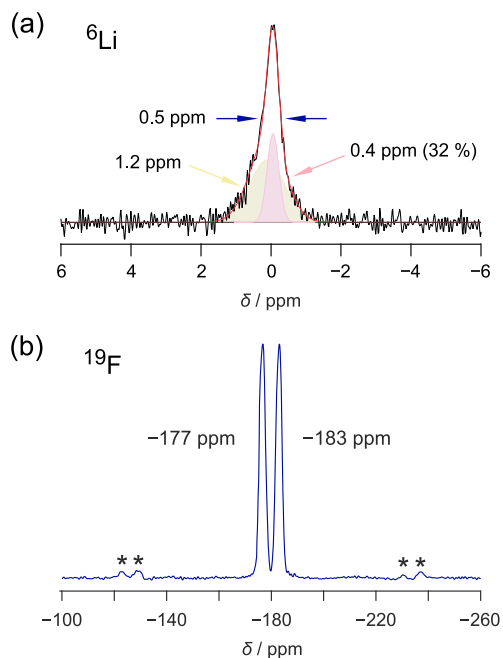 (a)
⁶Li
0.5 ppm
1.2 ppm
0.4 ppm (32 %)
6 4 2 0 −2 −4 −6
δ / ppm
(b)
¹⁹F
−177 ppm −183 ppm
* * * *
−100 −140 −180 −220 −260
δ / ppm